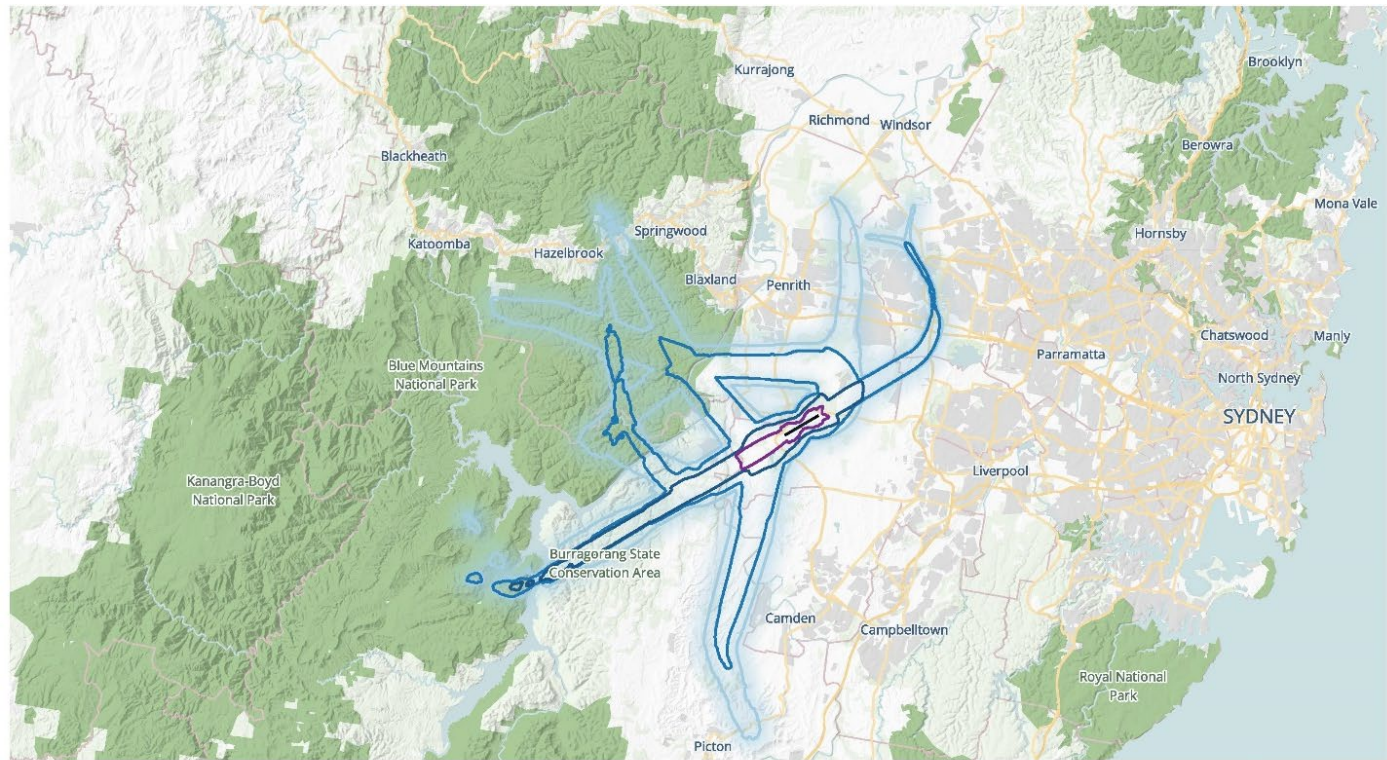 Brooklyn
Kurrajong
Richmond
Windsor
Berowra
Blackheath
Mona Vale
Springwood
Hornsby
Katoomba
Hazelbrook
Blaxland
Penrith
Chatswood
Manly
Parramatta
Blue Mountains
National Park
North Sydney
SYDNEY
Liverpool
Kanangra-Boyd
National Park
Burragorang State
Conservation Area
Camden
Campbelltown
Royal National
Park
Picton